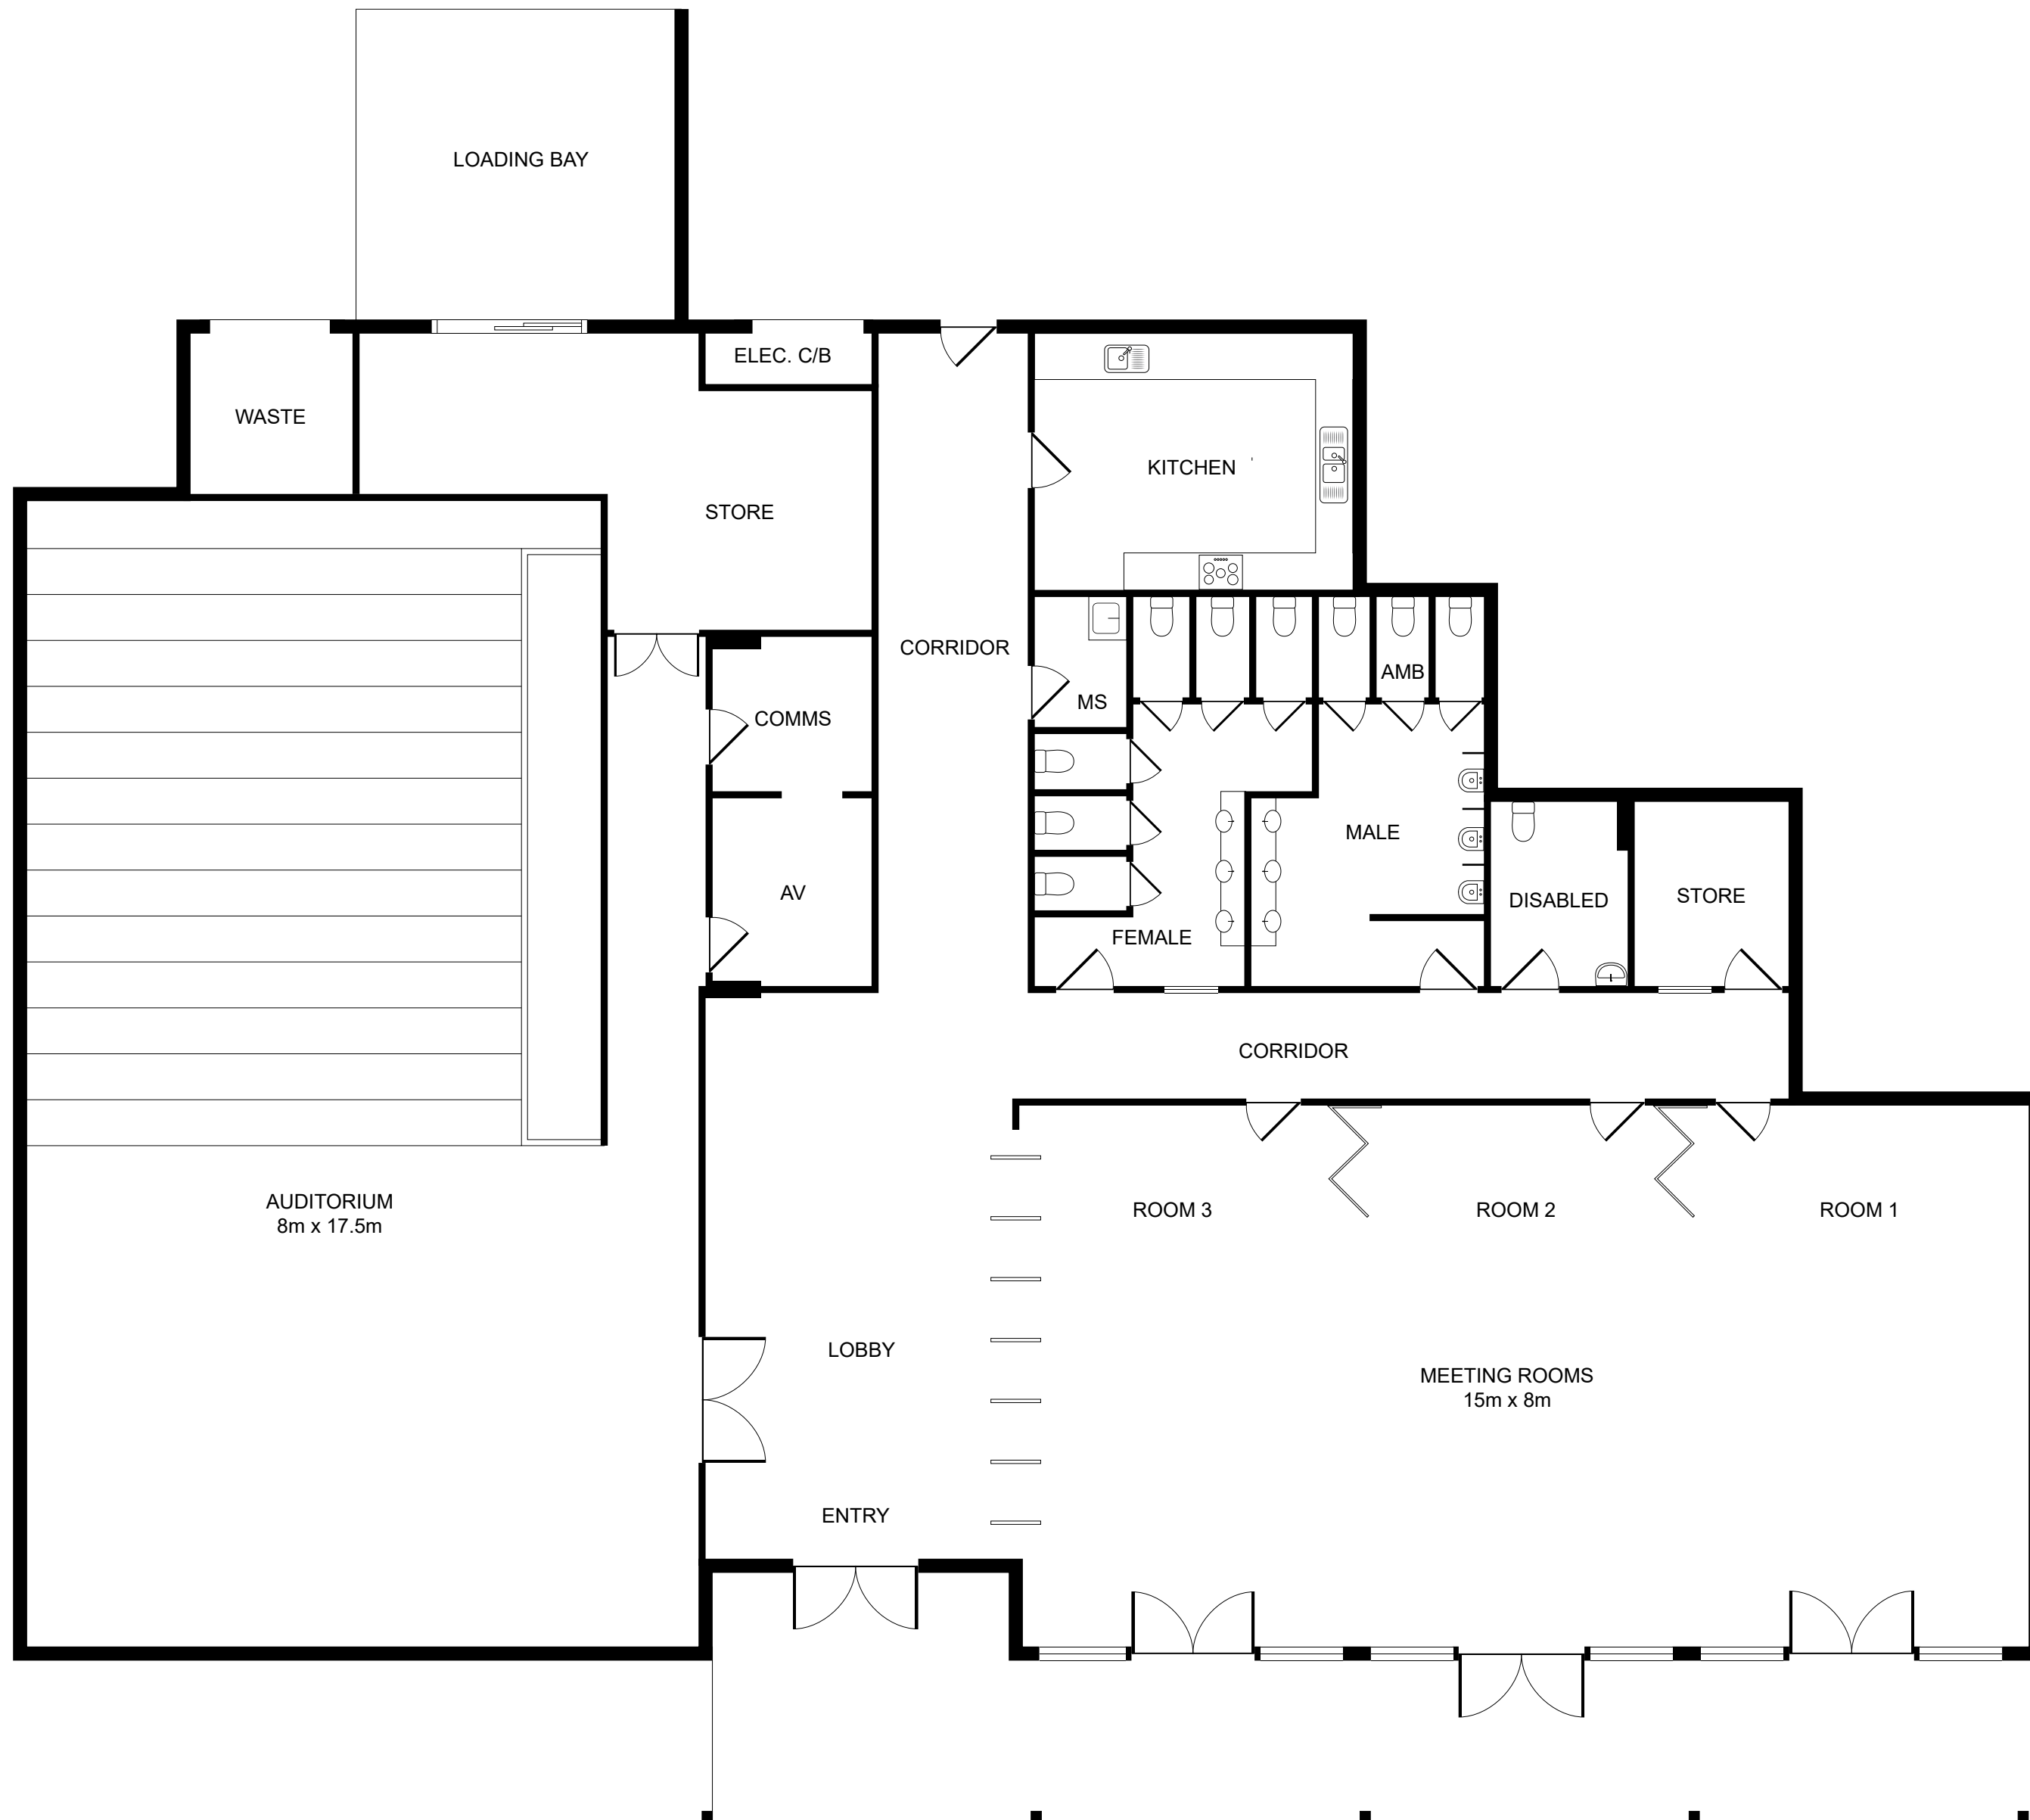 LOADING BAY
ELEC. C/B
WASTE
KITCHEN
STORE
CORRIDOR
AMB
MS
COMMS
MALE
AV
DISABLED
STORE
FEMALE
CORRIDOR
AUDITORIUM
8m x 17.5m
ROOM 3
ROOM 2
ROOM 1
LOBBY
MEETING ROOMS
15m x 8m
ENTRY